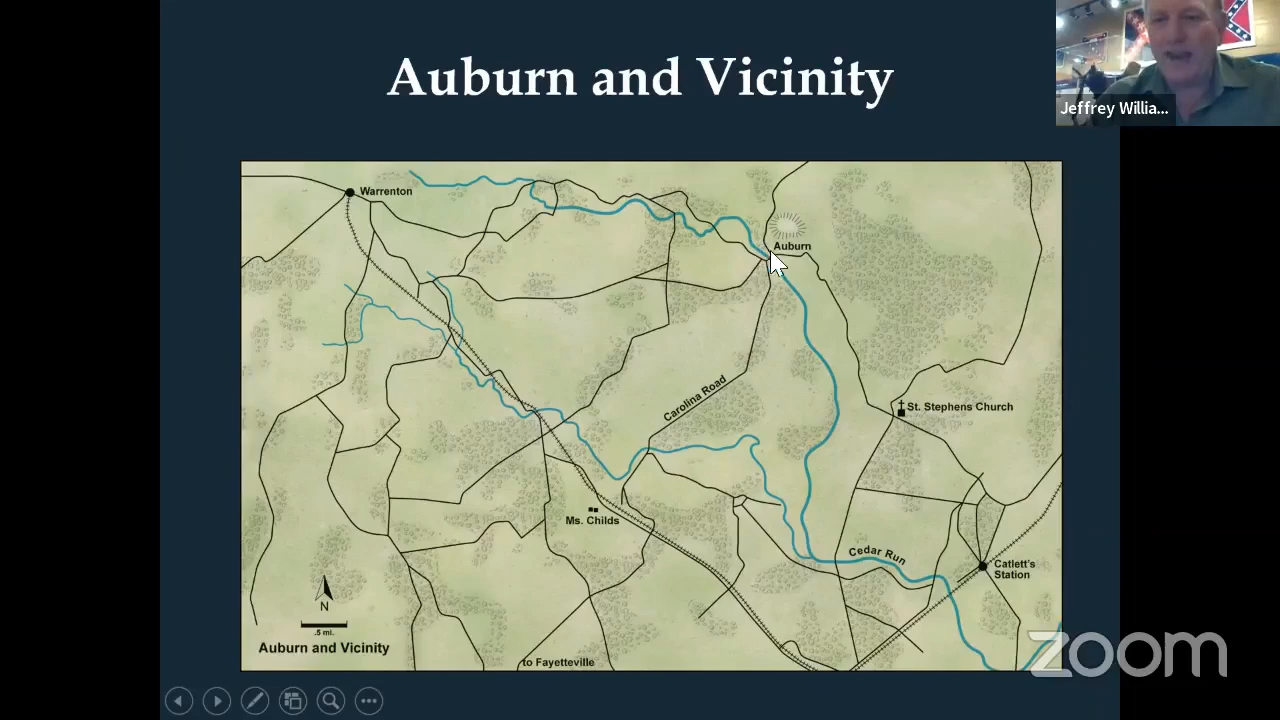 Auburn and Vicinity
Jeffrey Willia...
Warrenton
Auburn
Carolina Road
St. Stephens Church
Ms. Childs
Cedar Run
Catlett's
Station
N
.5 mi.
Auburn and Vicinity
to Fayetteville
zoom